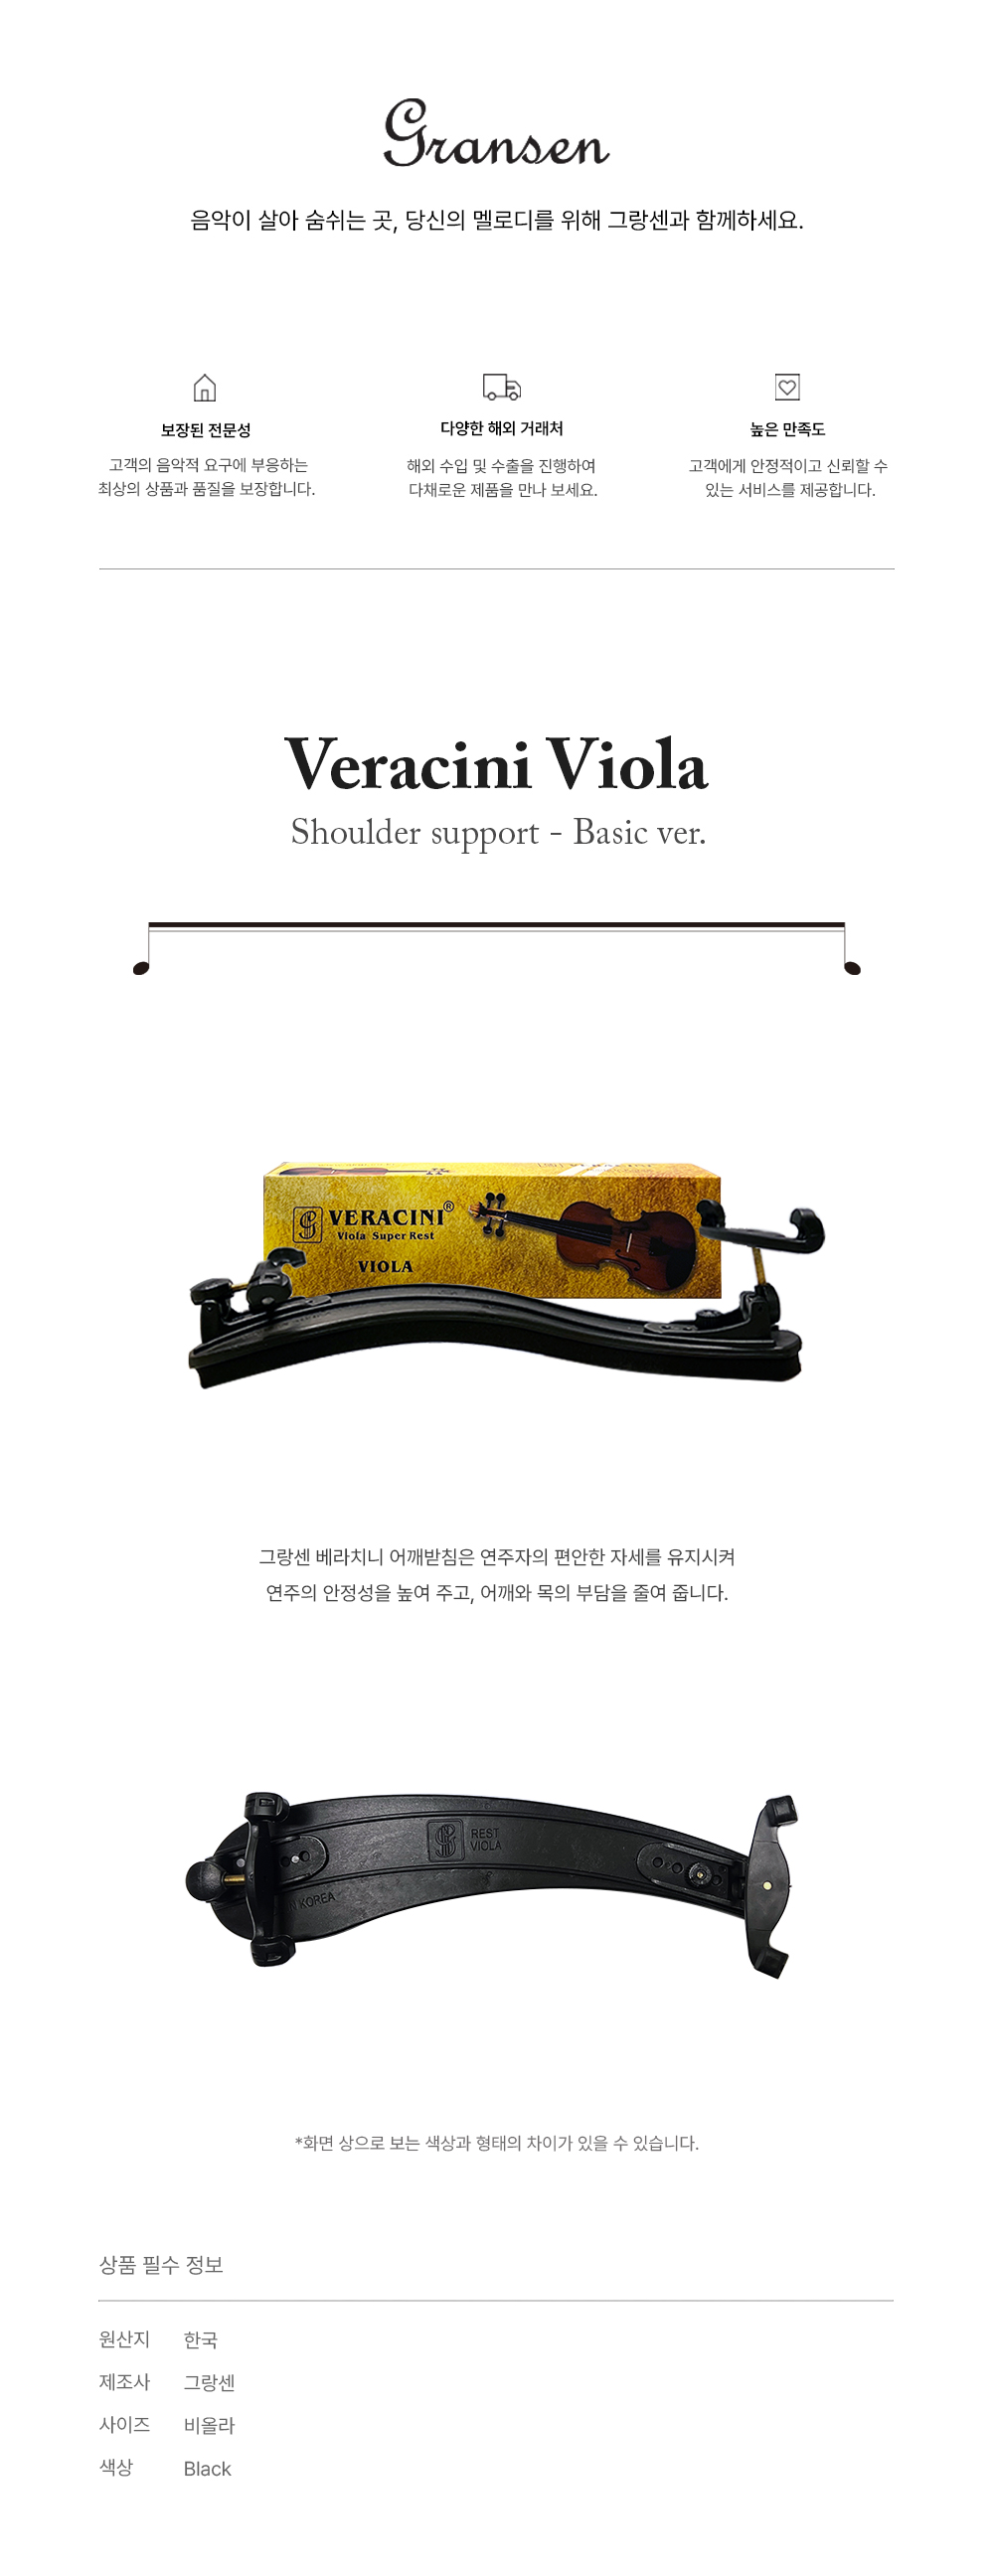 Gransen
음악이 살아 숨쉬는 곳, 당신의 멜로디를 위해 그랑센과 함께하세요.
보장된 전문성
고객의 음악적 요구에 부응하는
최상의 상품과 품질을 보장합니다.
다양한 해외 거래처
해외 수입 및 수출을 진행하여
다채로운 제품을 만나 보세요.
높은 만족도
고객에게 안정적이고 신뢰할 수
있는 서비스를 제공합니다.
Veracini Viola
Shoulder support - Basic ver.
VERACINI®
Viola Super Rest
VIOLA
그랑센 베라치니 어깨받침은 연주자의 편안한 자세를 유지시켜
연주의 안정성을 높여 주고, 어깨와 목의 부담을 줄여 줍니다.
REST
VIOLA
N KOREA
*화면 상으로 보는 색상과 형태의 차이가 있을 수 있습니다.
상품 필수 정보
원산지 한국
제조사 그랑센
사이즈 비올라
색상 Black